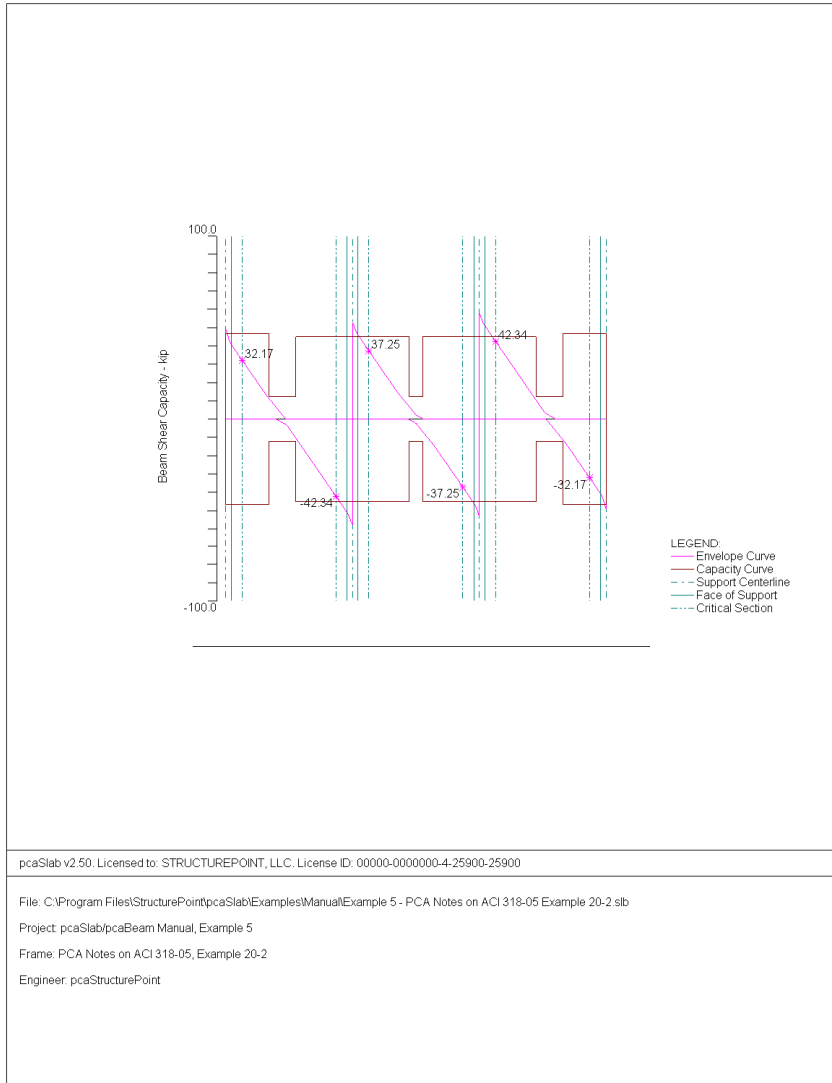 100.0
Beam Shear Capacity - kip
32.17
37.25
42.34
-42.34
-37.25
-32.17
-100.0
LEGEND:
Envelope Curve
Capacity Curve
Support Centerline
Face of Support
Critical Section
pcaSlab v2.50. Licensed to: STRUCTUREPOINT, LLC. License ID: 00000-0000000-4-25900-25900
File: C:\Program Files\StructurePoint\pcaSlab\Examples\Manual\Example 5 - PCA Notes on ACI 318-05 Example 20-2.slb
Project: pcaSlab/pcaBeam Manual, Example 5
Frame: PCA Notes on ACI 318-05, Example 20-2
Engineer: pcaStructurePoint